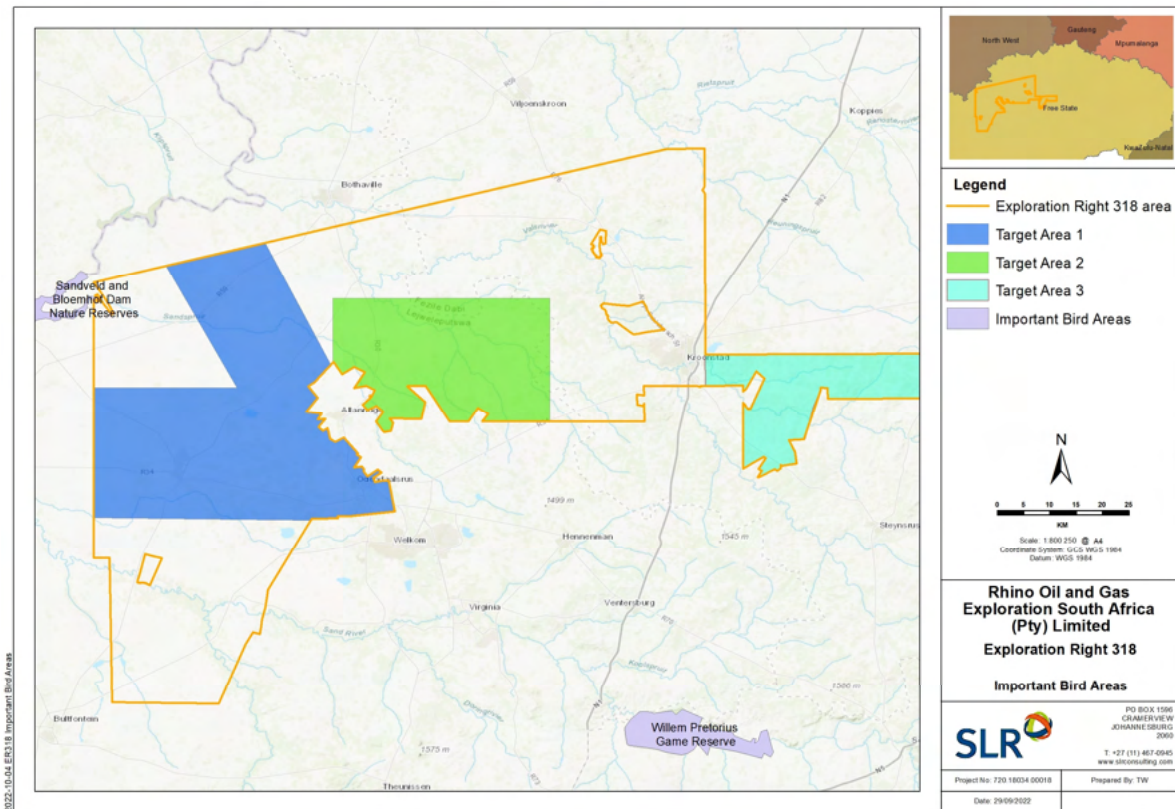 North West
Gauteng
Mpumalanga
Free State
KwaZulu-Natal
Legend
Exploration Right 318 area
Target Area 1
Target Area 2
Target Area 3
Important Bird Areas
N
0 5 10 15 20 25
KM
Scale: 1:800 250 @ A4
Coordinate System: GCS WGS 1984
Datum: WGS 1984
Rhino Oil and Gas
Exploration South Africa
(Pty) Limited
Exploration Right 318
Important Bird Areas
SLR
PO BOX 1596
CRAMERVIEW
JOHANNESBURG
2060
T: +27 (11) 467-0945
www.slrconsulting.com
Project No: 720.18034.00018
Prepared By: TW
Date: 29/09/2022
2022-10-04 ER318 Important Bird Areas
Viljoenskroon
Koppies
Bothaville
Sandveld and
Bloemhof Dam
Nature Reserves
Sandspruit
Fezile Dabi
Lejweleputswa
Kroonstad
N1
1499 m
Steynsrus
Welkom
Hennenman
1545 m
Virginia
Ventersburg
Sand River
Bultfontein
Willem Pretorius
Game Reserve
1575 m
Theunissen
N1